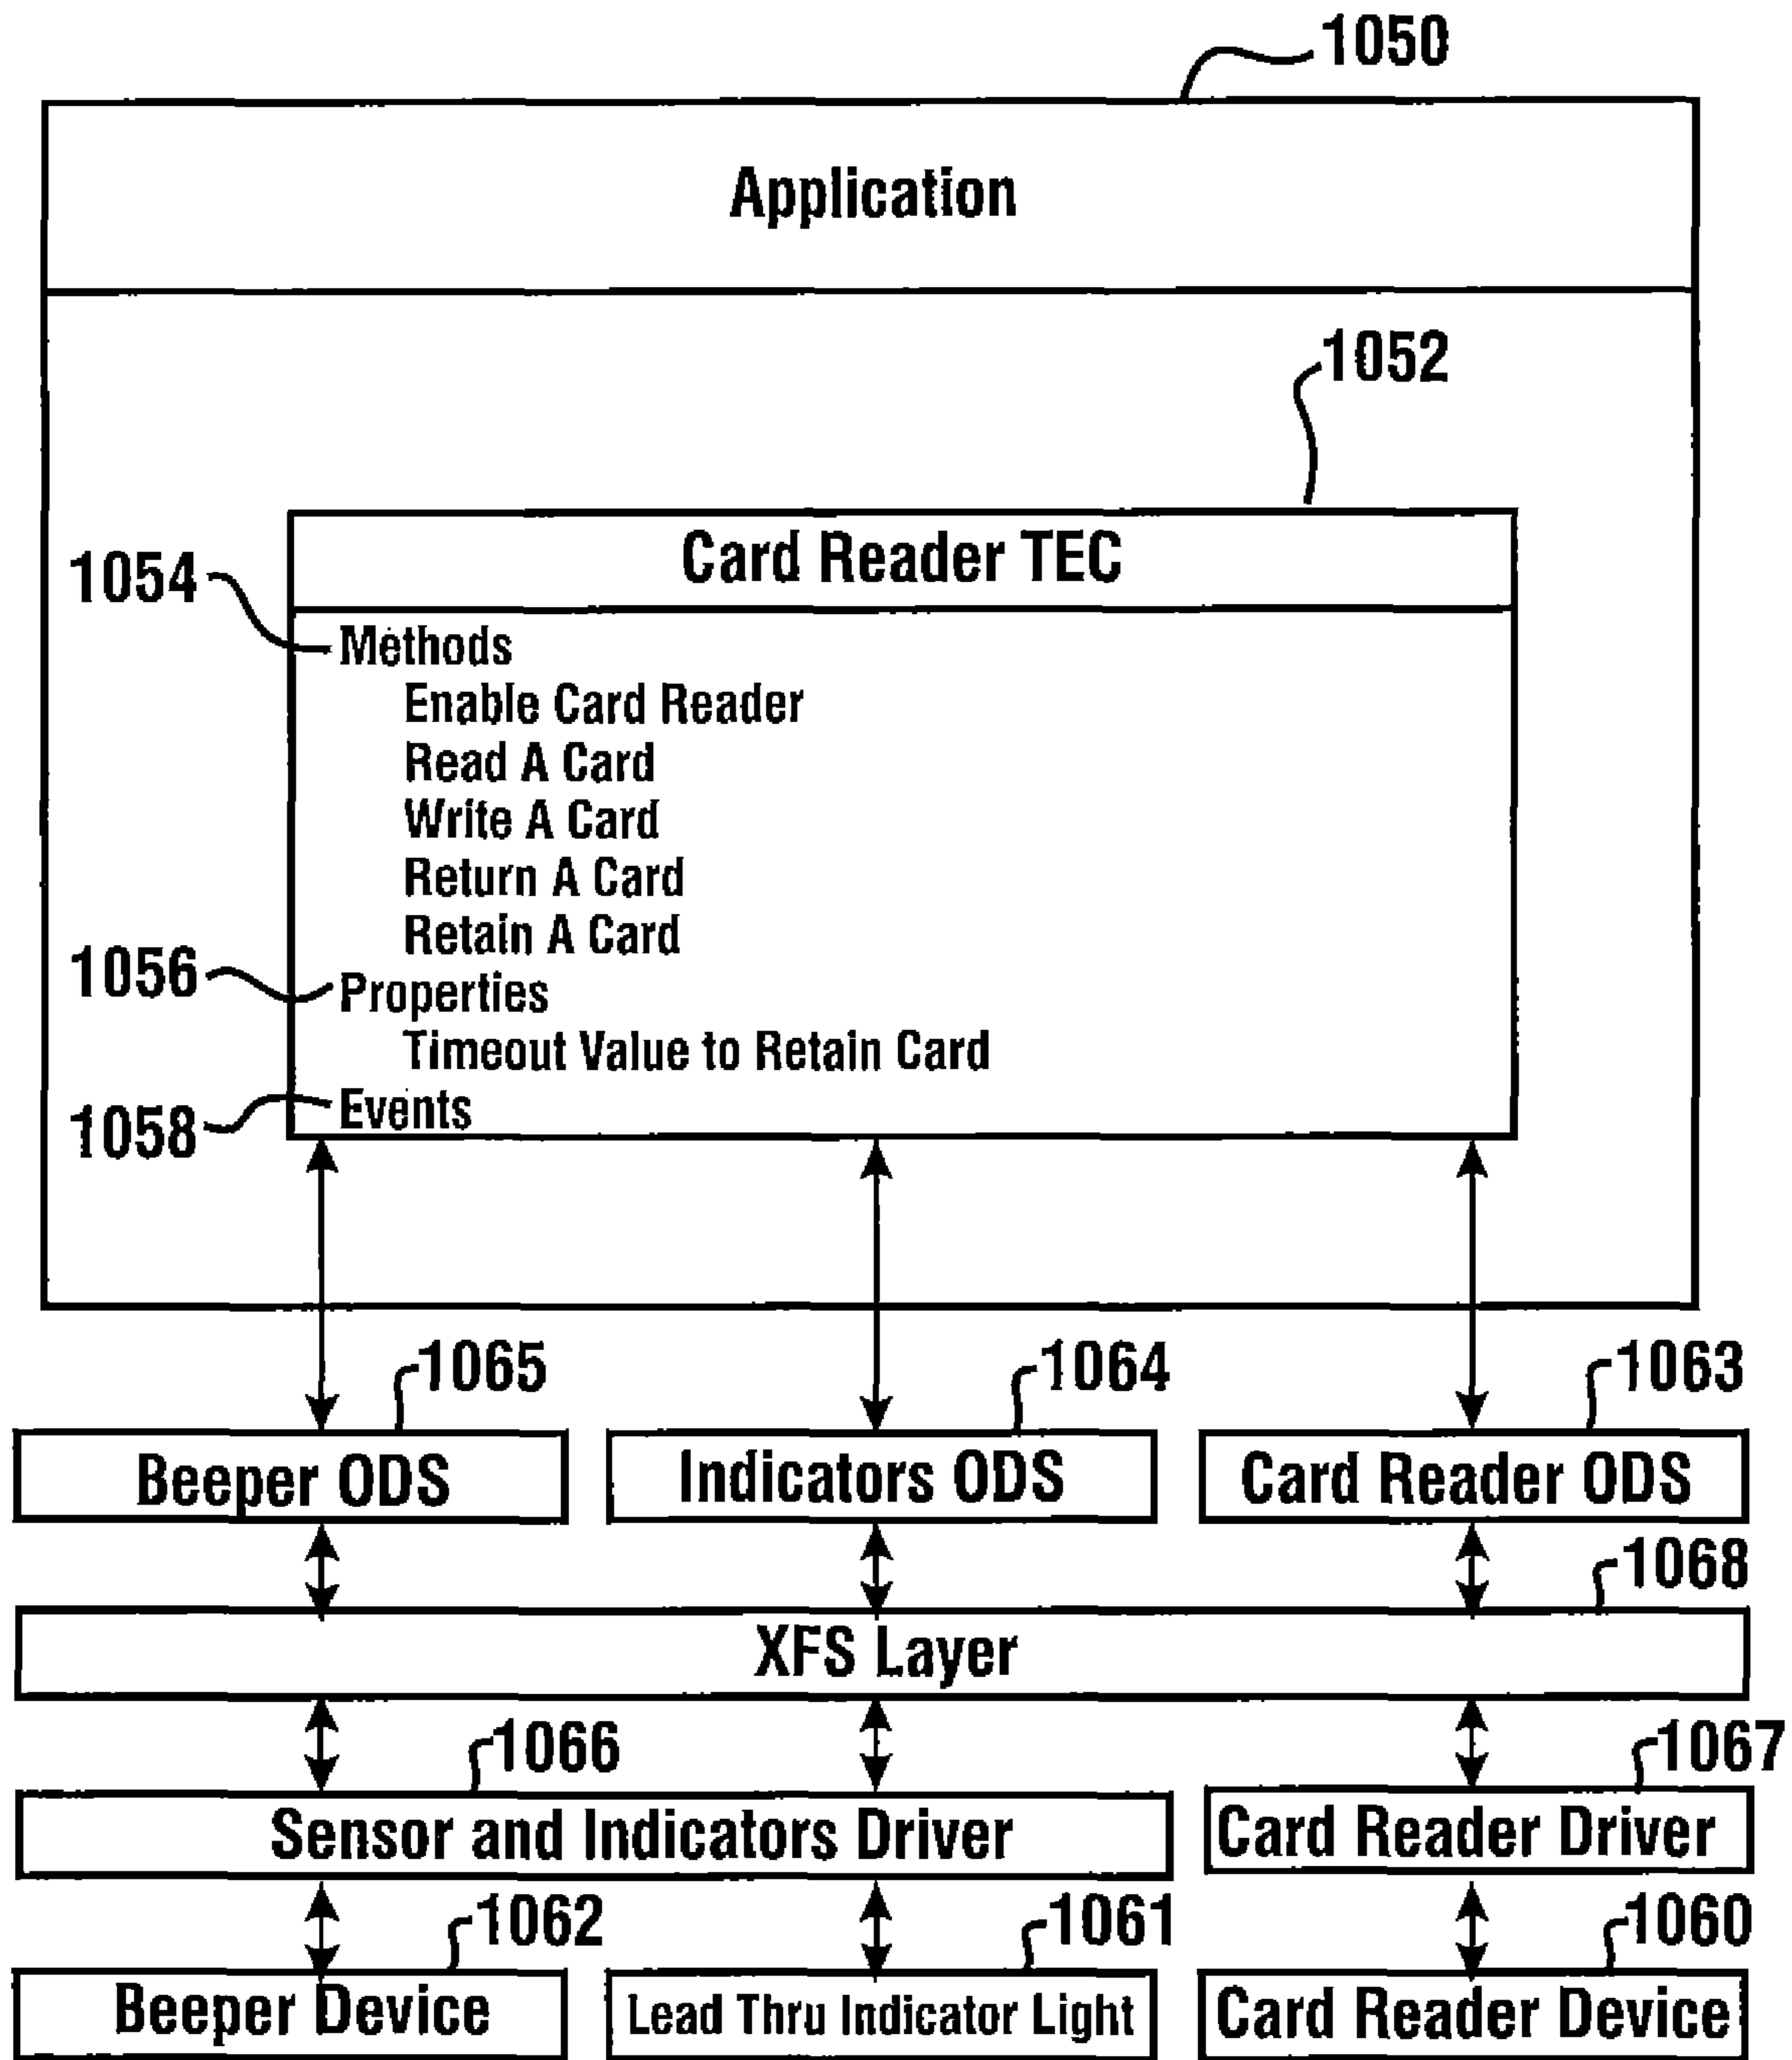 1050
Application
1052
Card Reader TEC
1054
Methods
Enable Card Reader
Read A Card
Write A Card
Return A Card
Retain A Card
1056
Properties
Timeout Value to Retain Card
1058
Events
1065
1064
1063
Beeper ODS
Indicators ODS
Card Reader ODS
1068
XFS Layer
1066
1067
Sensor and Indicators Driver
Card Reader Driver
1062
1061
1060
Beeper Device
Lead Thru Indicator Light
Card Reader Device